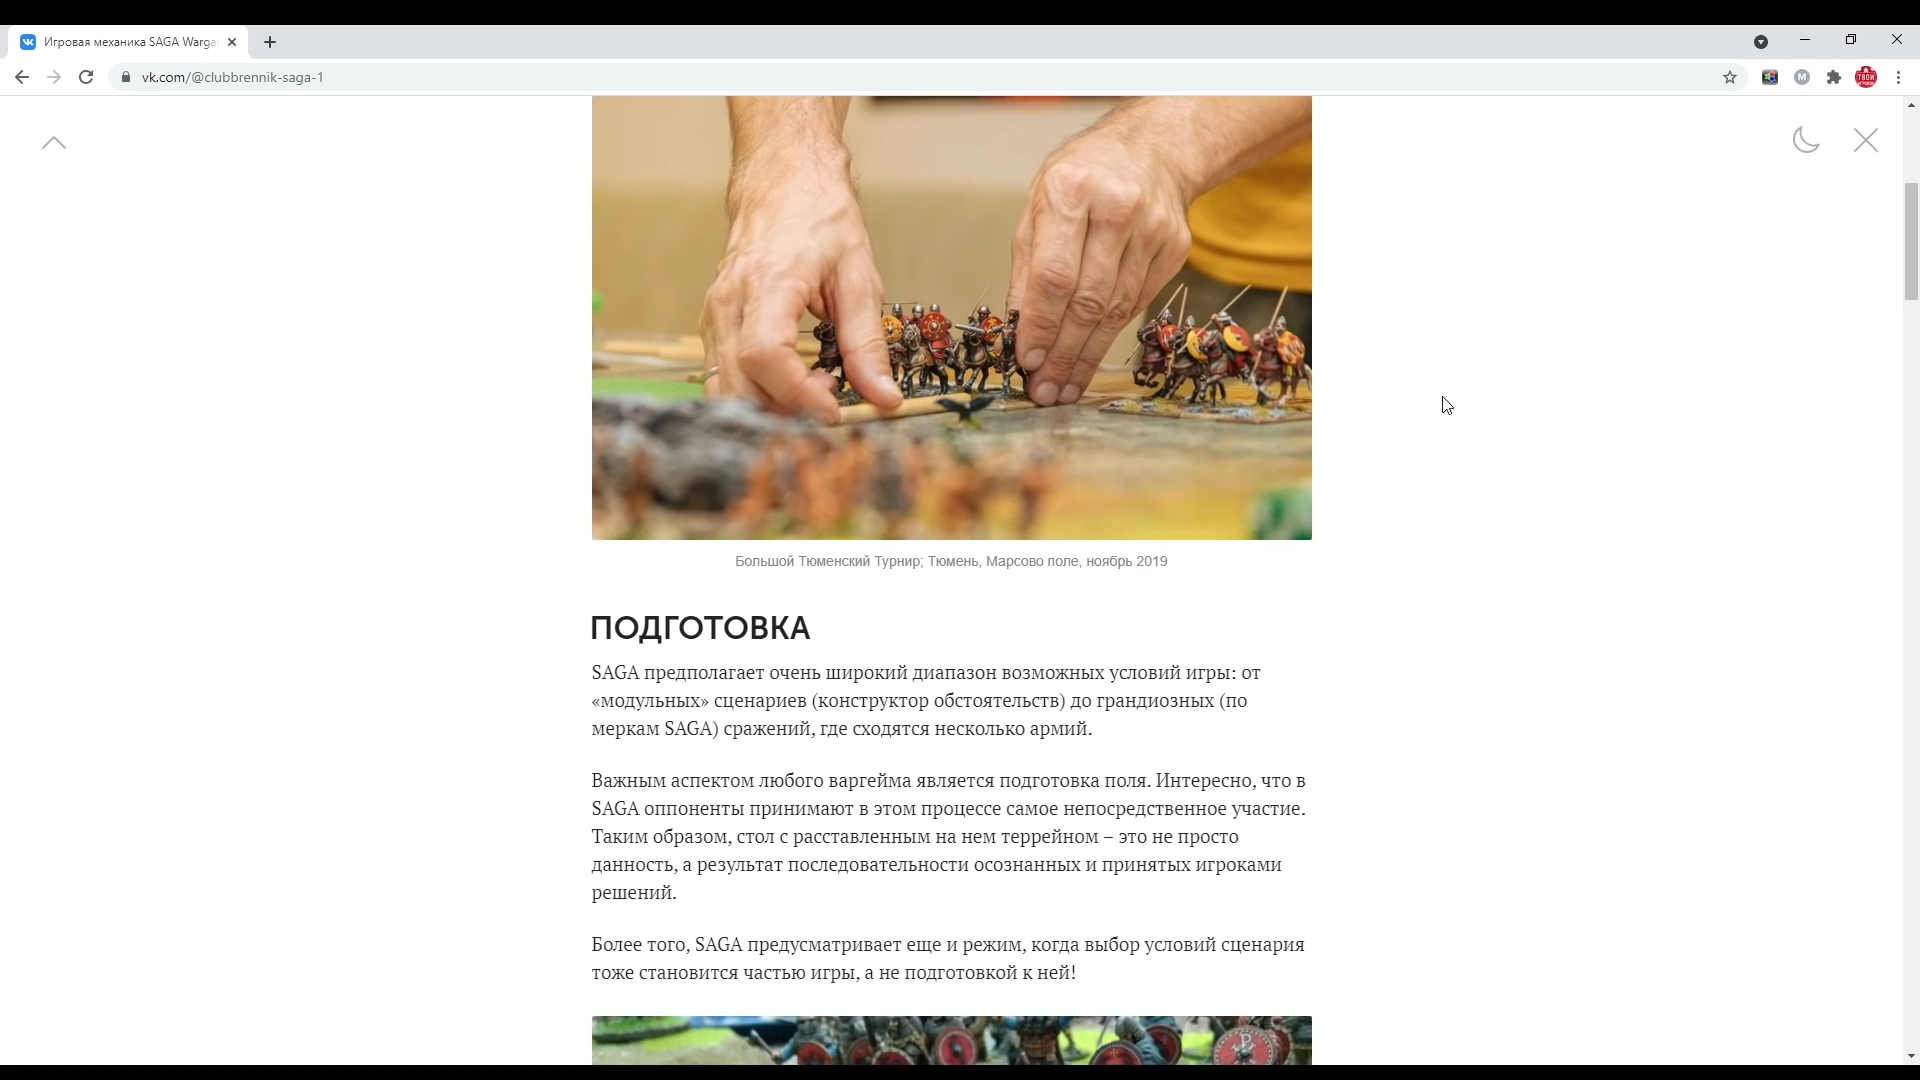 Игровая механика SAGA Warga
vk.com/@clubbrennik-saga-1
Большой Тюменский Турнир; Тюмень, Марсово поле, ноябрь 2019
ПОДГОТОВКА
SAGA предполагает очень широкий диапазон возможных условий игры: от
«модульных» сценариев (конструктор обстоятельств) до грандиозных (по
меркам SAGA) сражений, где сходятся несколько армий.
Важным аспектом любого варгейма является подготовка поля. Интересно, что в
SAGA оппоненты принимают в этом процессе самое непосредственное участие.
Таким образом, стол с расставленным на нем террейном – это не просто
данность, а результат последовательности осознанных и принятых игроками
решений.
Более того, SAGA предусматривает еще и режим, когда выбор условий сценария
тоже становится частью игры, а не подготовкой к ней!